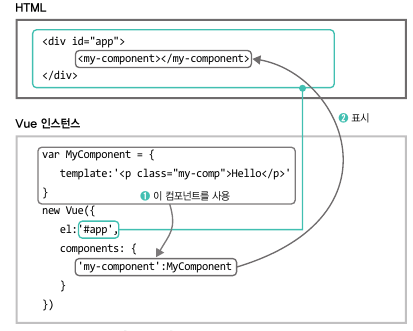 HTML
<div id="app">
<my-component></my-component>
</div>
❷ 표시
Vue 인스턴스
var MyComponent = {
template:'<p class="my-comp">Hello</p>'
}
❶ 이 컴포넌트를 사용
new Vue({
el:'#app',
components: {
'my-component':MyComponent
}
})